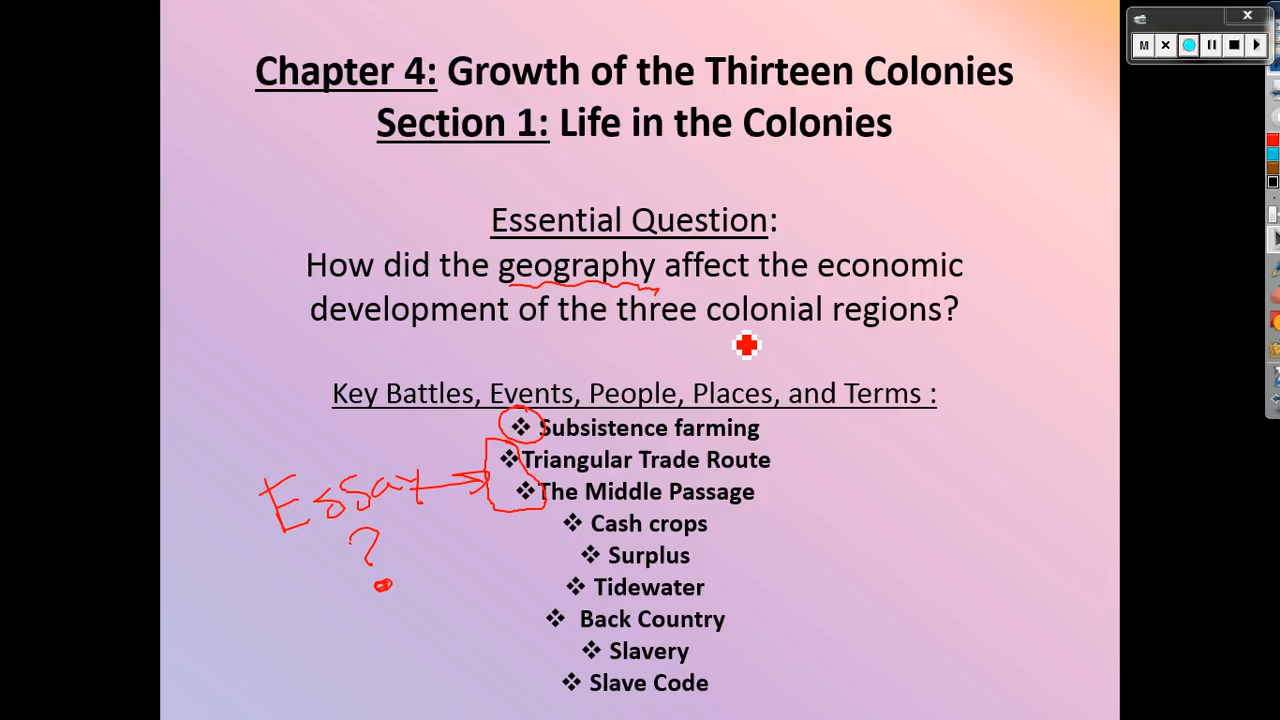 Chapter 4: Growth of the Thirteen Colonies
Section 1: Life in the Colonies
Essential Question:
How did the geography affect the economic
development of the three colonial regions?
Key Battles, Events, People, Places, and Terms :
❖ Subsistence farming
❖ Triangular Trade Route
❖ The Middle Passage
❖ Cash crops
❖ Surplus
❖ Tidewater
❖ Back Country
❖ Slavery
❖ Slave Code
Essay
?
M